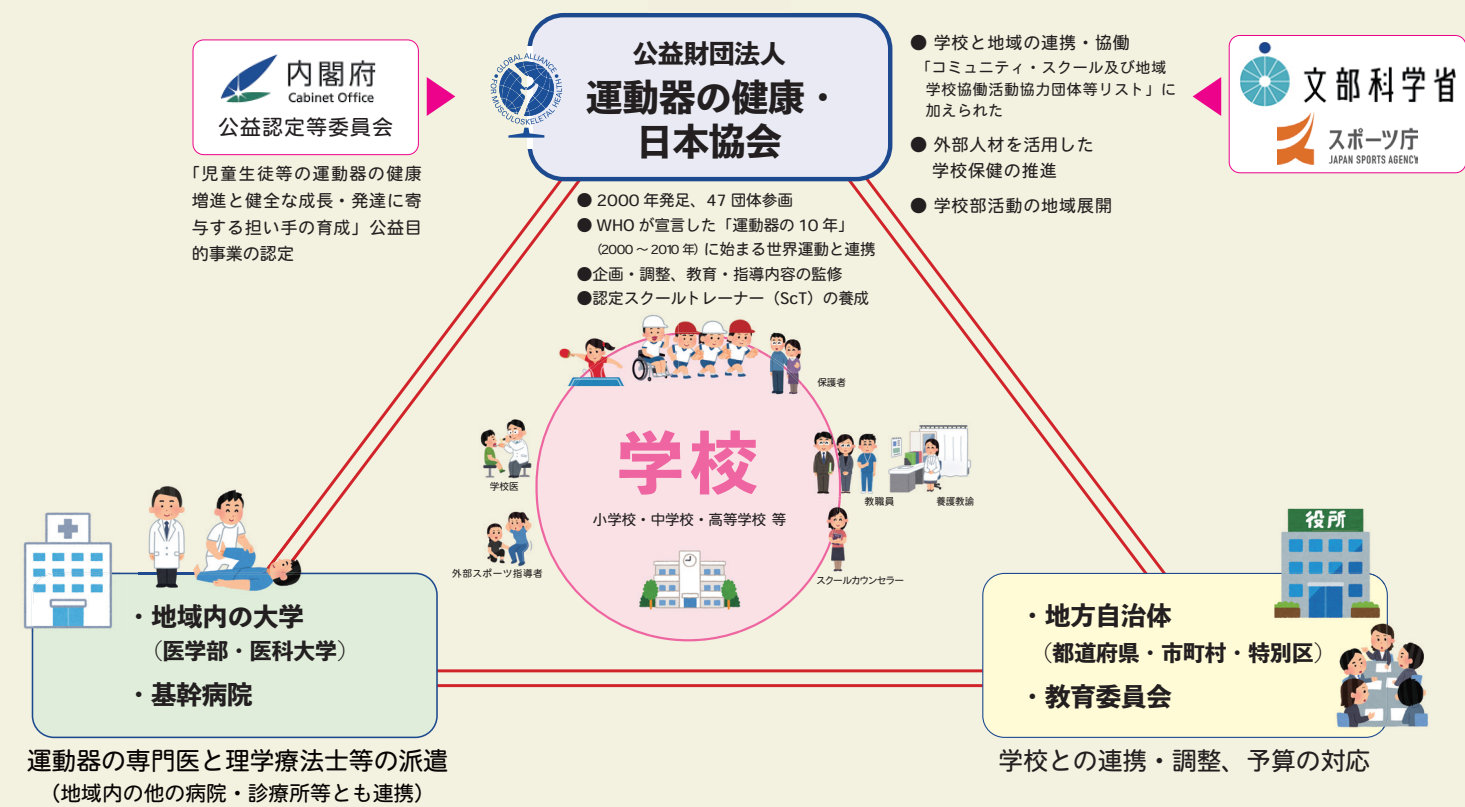 内閣府
Cabinet Office
公益認定等委員会
「児童生徒等の運動器の健康
増進と健全な成長・発達に寄
与する担い手の育成」公益目
的事業の認定
GLOBAL ALLIANCE
FOR MUSCULOSKELETAL HEALTH
公益財団法人
運動器の健康・
日本協会
● 2000 年発足、47 団体参画
● WHO が宣言した「運動器の 10 年」
(2000 ~ 2010 年) に始まる世界運動と連携
●企画・調整、教育・指導内容の監修
●認定スクールトレーナー（ScT）の養成
● 学校と地域の連携・協働
「コミュニティ・スクール及び地域
学校協働活動協力団体等リスト」に
加えられた
● 外部人材を活用した
学校保健の推進
● 学校部活動の地域展開
文部科学省
スポーツ庁
JAPAN SPORTS AGENCY
保護者
学校医
学校
小学校・中学校・高等学校 等
教職員
養護教諭
外部スポーツ指導者
スクールカウンセラー
・地域内の大学
（医学部・医科大学）
・基幹病院
運動器の専門医と理学療法士等の派遣
（地域内の他の病院・診療所等とも連携）
役所
・地方自治体
（都道府県・市町村・特別区）
・教育委員会
学校との連携・調整、予算の対応